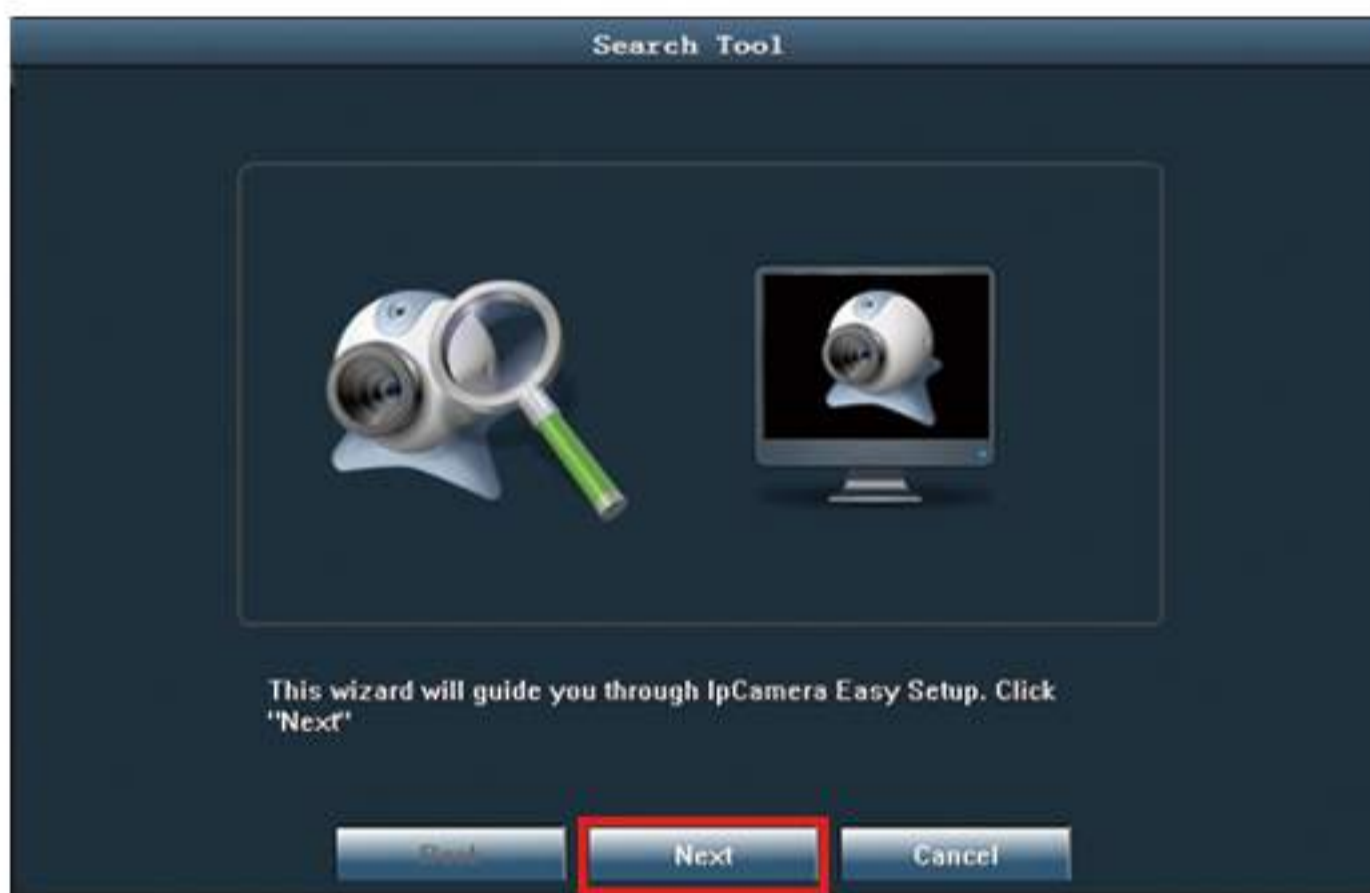 Search Tool
This wizard will guide you through IpCamera Easy Setup. Click
"Next"
Next
Cancel